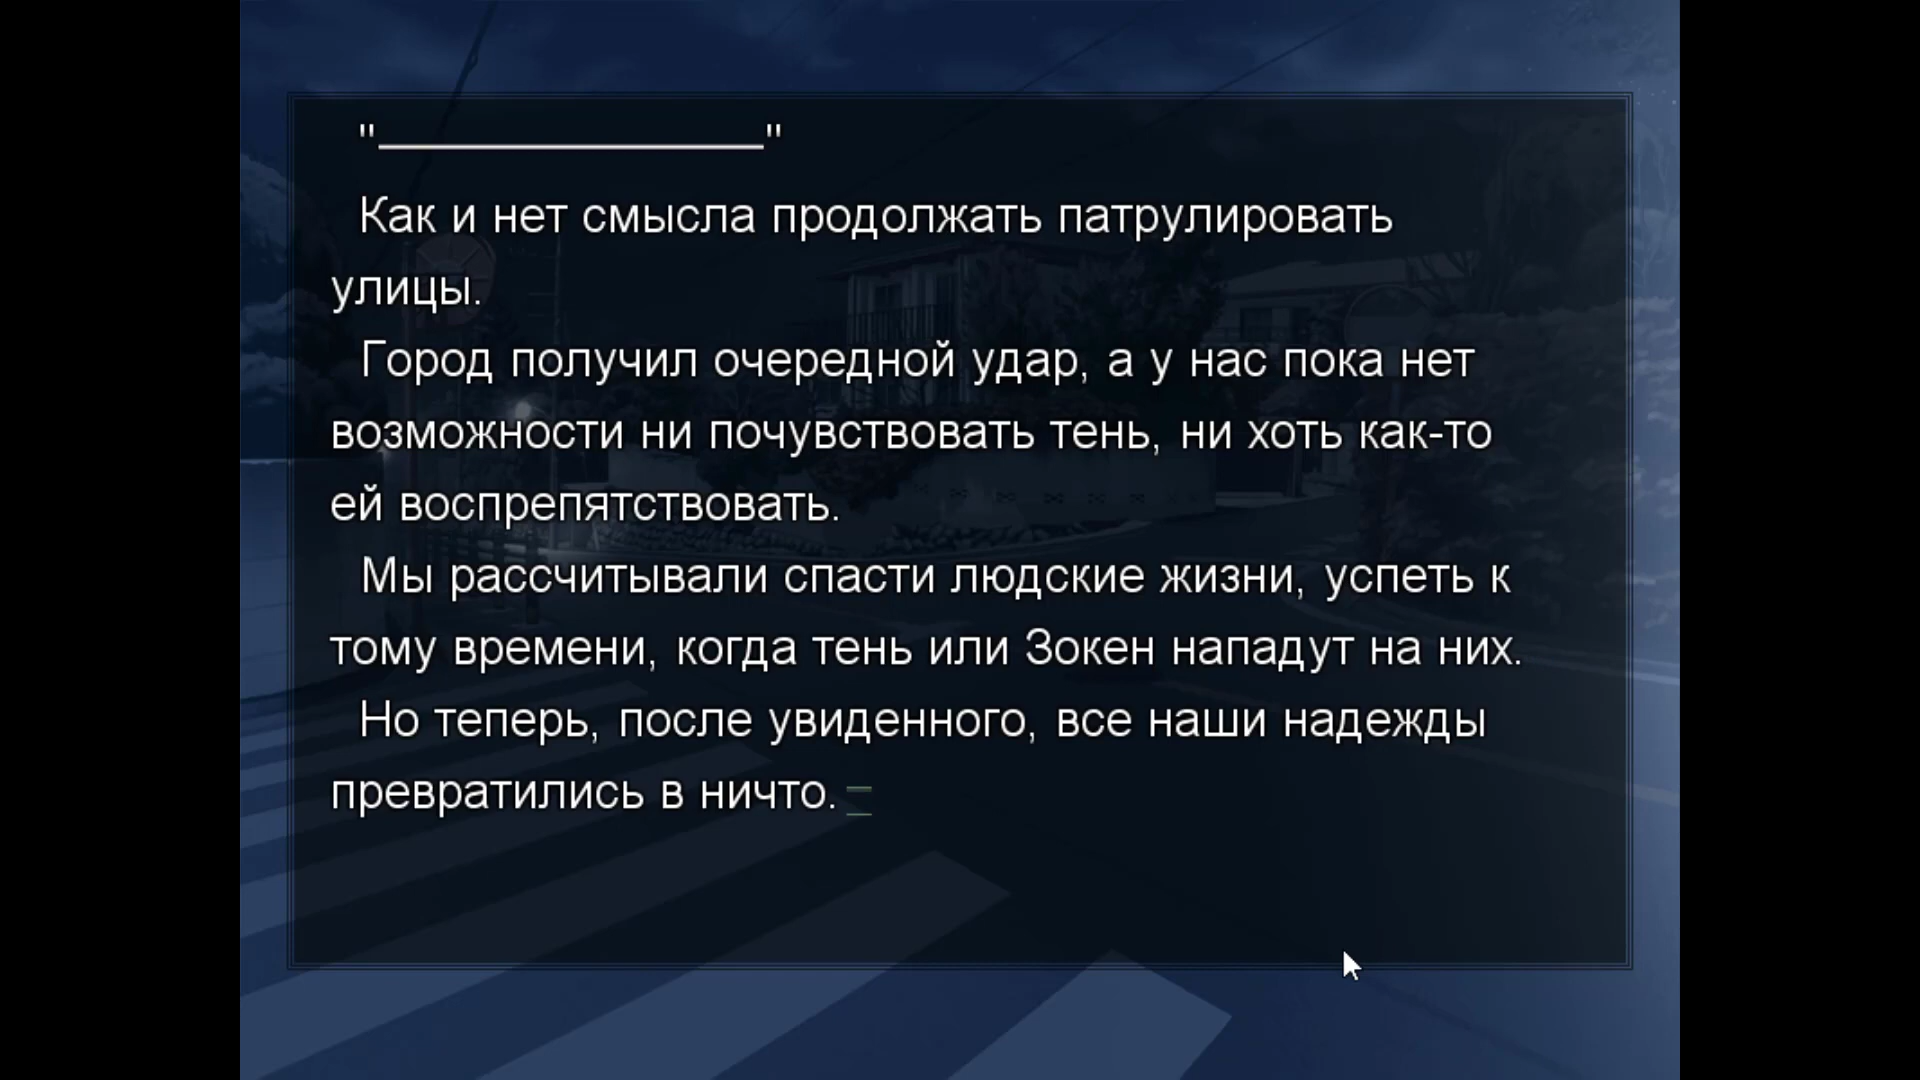 "________________"
Как и нет смысла продолжать патрулировать
улицы.
Город получил очередной удар, а у нас пока нет
возможности ни почувствовать тень, ни хоть как-то
ей воспрепятствовать.
Мы рассчитывали спасти людские жизни, успеть к
тому времени, когда тень или Зокен нападут на них.
Но теперь, после увиденного, все наши надежды
превратились в ничто.